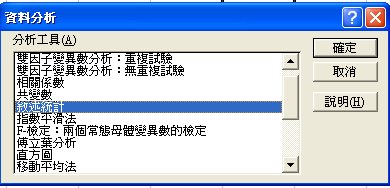 資料分析
分析工具(A)
雙因子變異數分析：重複試驗
雙因子變異數分析：無重複試驗
相關係數
共變數
敘述統計
指數平滑法
F-檢定：兩個常態母體變異數的檢定
傅立葉分析
直方圖
移動平均法
確定
取消
說明(H)